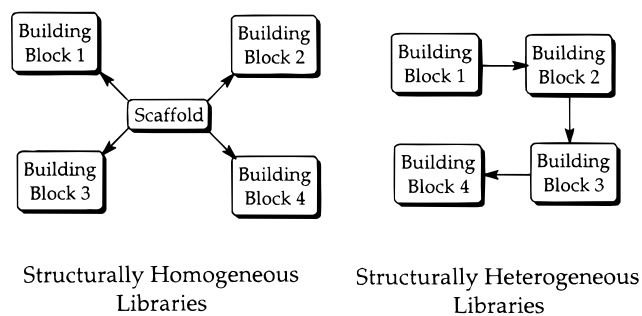 Building
Block 1
Building
Block 2
Scaffold
Building
Block 3
Building
Block 4
Structurally Homogeneous
Libraries
Building
Block 1
Building
Block 2
Building
Block 4
Building
Block 3
Structurally Heterogeneous
Libraries